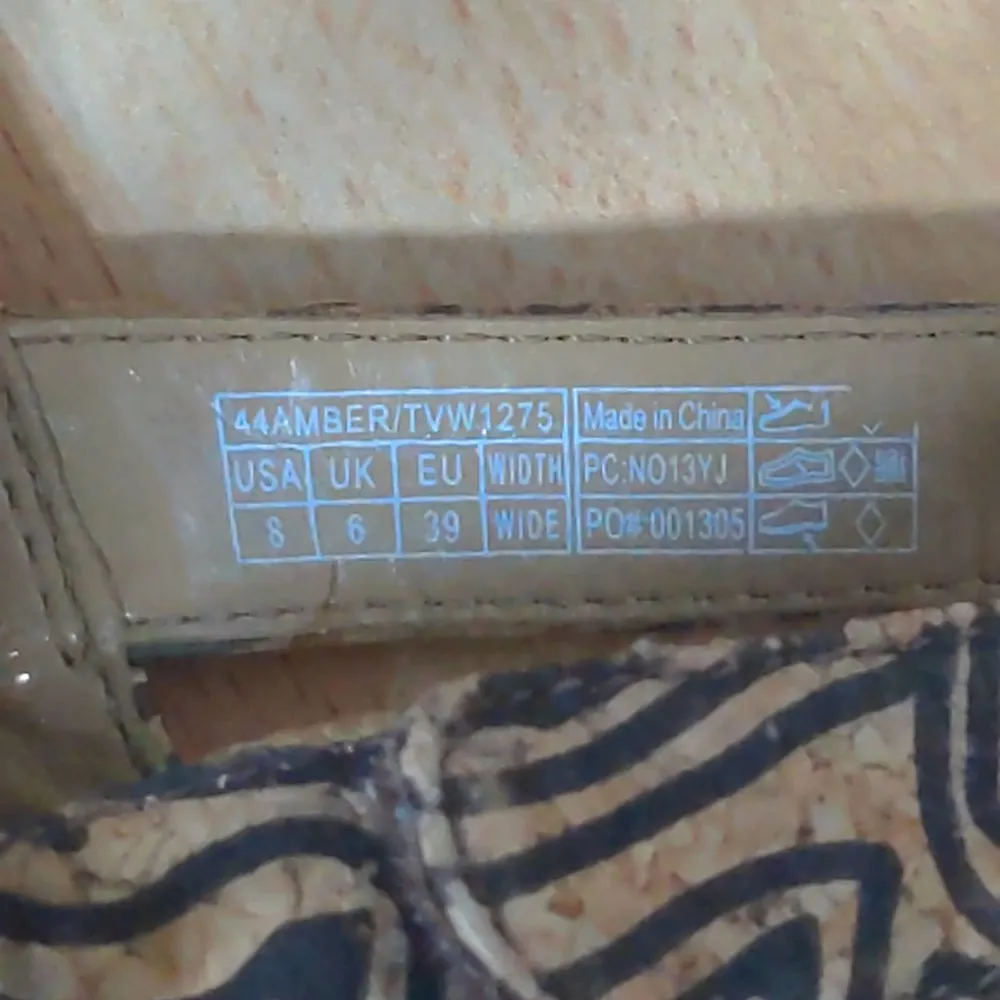 44AMBER/TVW1275 Made in China
USA UK EU WIDTH PC:NO13YJ
8 6 39 WIDE PO#:001305